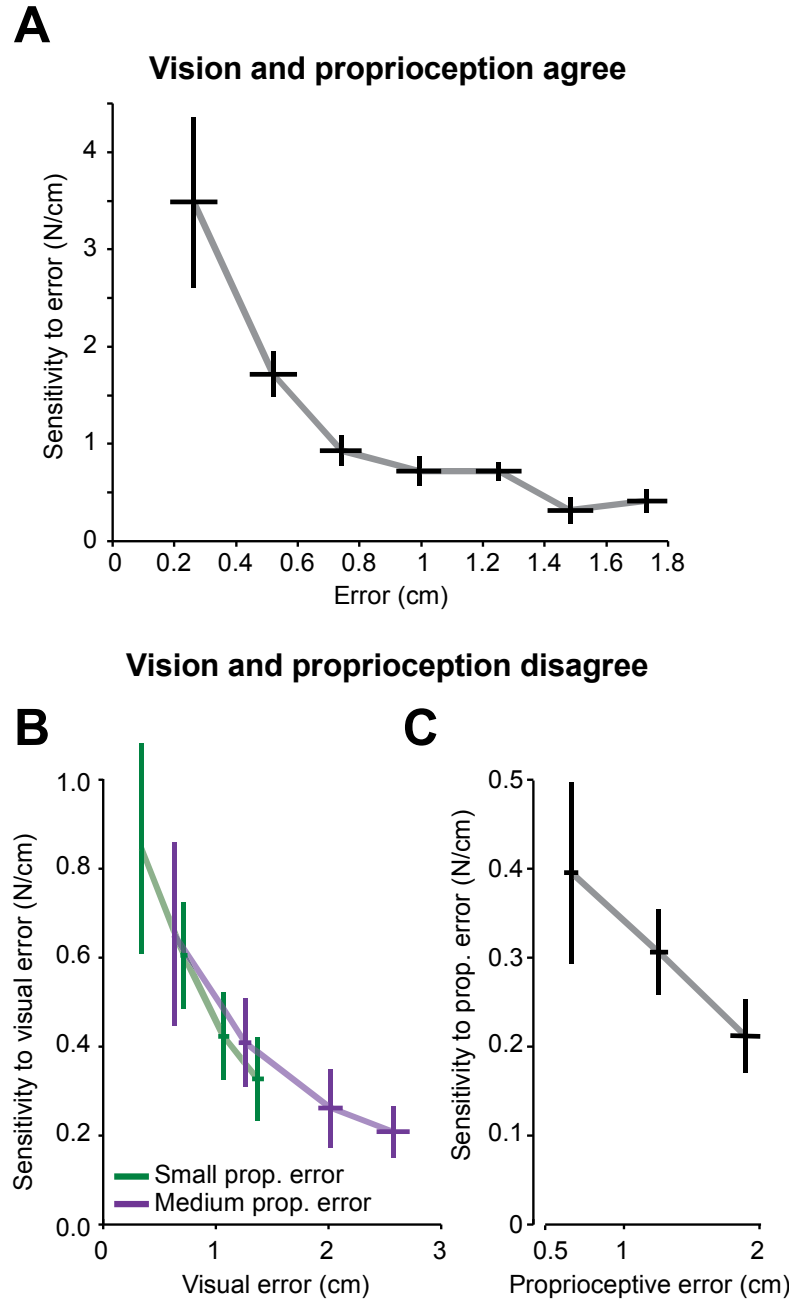 A
Vision and proprioception agree
Sensitivity to error (N/cm)
4
3
2
1
0
0 0.2 0.4 0.6 0.8 1 1.2 1.4 1.6 1.8
Error (cm)
Vision and proprioception disagree
B
Sensitivity to visual error (N/cm)
1.0
0.8
0.6
0.4
0.2
0.0
Small prop. error
Medium prop. error
0 1 2 3
Visual error (cm)
C
Sensitivity to prop. error (N/cm)
0.5
0.4
0.3
0.2
0.1
0
0.5 1 2
Proprioceptive error (cm)